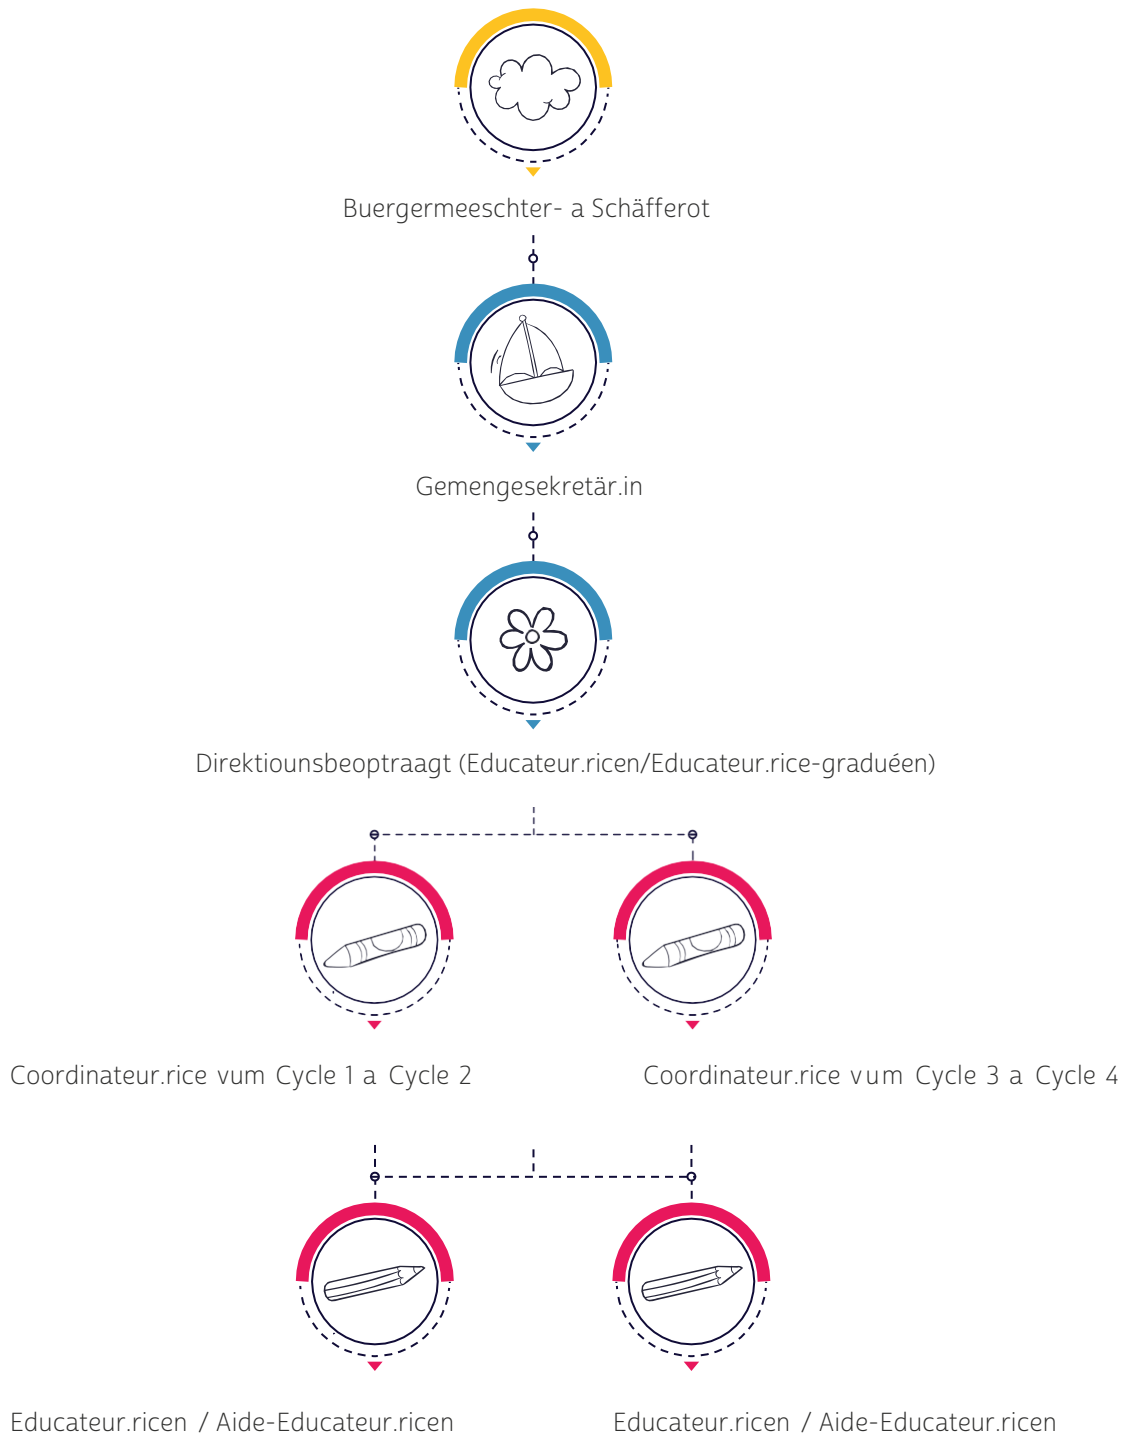 Buergermeeschter- a Schäfferot
Gemengesekretär.in
Direktiounsbeoptraagt (Educateur.ricen/Educateur.rice-graduéen)
Coordinateur.rice vum Cycle 1 a Cycle 2
Coordinateur.rice vum Cycle 3 a Cycle 4
Educateur.ricen / Aide-Educateur.ricen
Educateur.ricen / Aide-Educateur.ricen